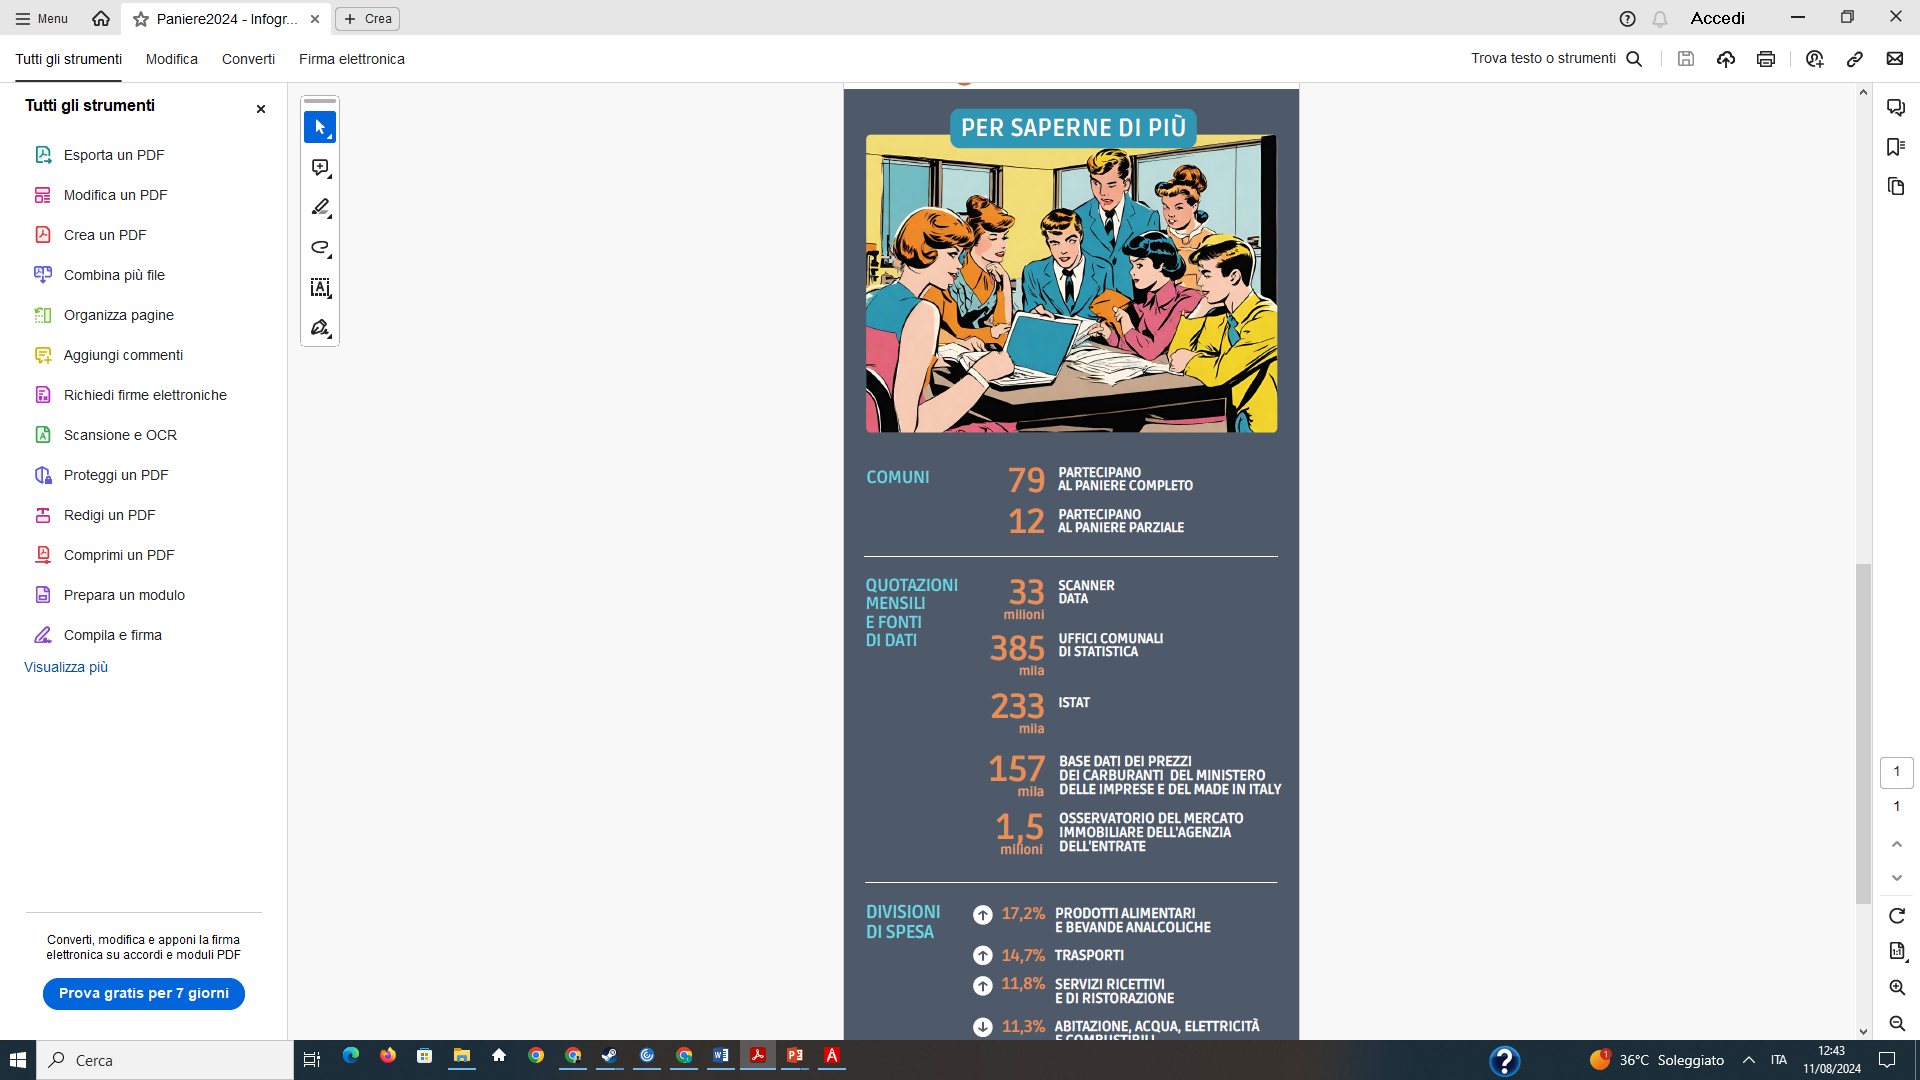 Menu
Paniere2024 - Infogr...
Crea
Accedi
Tutti gli strumenti
Modifica
Converti
Firma elettronica
Trova testo o strumenti
Tutti gli strumenti
Esporta un PDF
Modifica un PDF
Crea un PDF
Combina più file
Organizza pagine
Aggiungi commenti
Richiedi firme elettroniche
Scansione e OCR
Proteggi un PDF
Redigi un PDF
Comprimi un PDF
Prepara un modulo
Compila e firma
Visualizza più
Converti, modifica e apponi la firma
elettronica su accordi e moduli PDF
Prova gratis per 7 giorni
PER SAPERNE DI PIÙ
COMUNI
79
PARTECIPANO
AL PANIERE COMPLETO
12
PARTECIPANO
AL PANIERE PARZIALE
QUOTAZIONI
MENSILI
E FONTI
DI DATI
33
milioni
SCANNER
DATA
385
mila
UFFICI COMUNALI
DI STATISTICA
233
mila
ISTAT
157
mila
BASE DATI DEI PREZZI
DEI CARBURANTI DEL MINISTERO
DELLE IMPRESE E DEL MADE IN ITALY
1,5
milioni
OSSERVATORIO DEL MERCATO
IMMOBILIARE DELL'AGENZIA
DELL'ENTRATE
DIVISIONI
DI SPESA
17,2%
PRODOTTI ALIMENTARI
E BEVANDE ANALCOLICHE
14,7%
TRASPORTI
11,8%
SERVIZI RICETTIVI
E DI RISTORAZIONE
11,3%
ABITAZIONE, ACQUA, ELETTRICITÀ
E COMBUSTIBILI
1
1
Cerca
1
36°C Soleggiato
ITA
12:43
11/08/2024